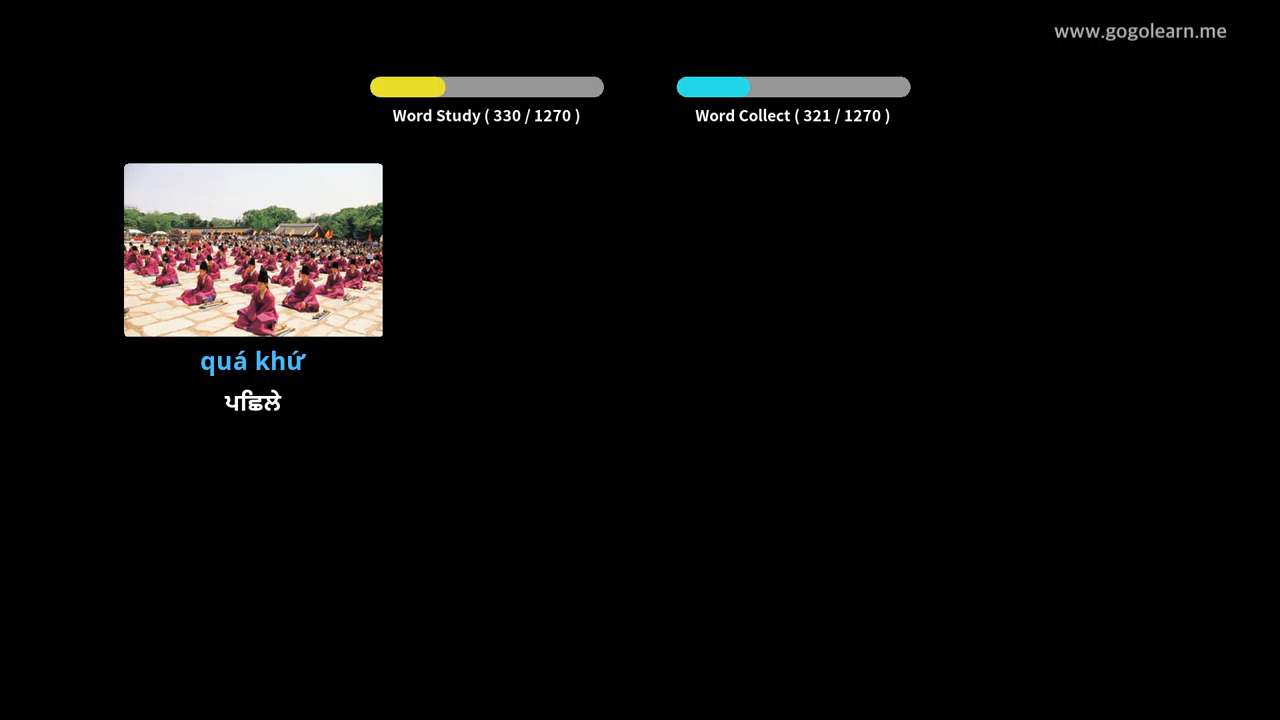 www.gogolearn.me
Word Study ( 330 / 1270 )
Word Collect ( 321 / 1270 )
quá khứ
ਪਛਿਲੇ